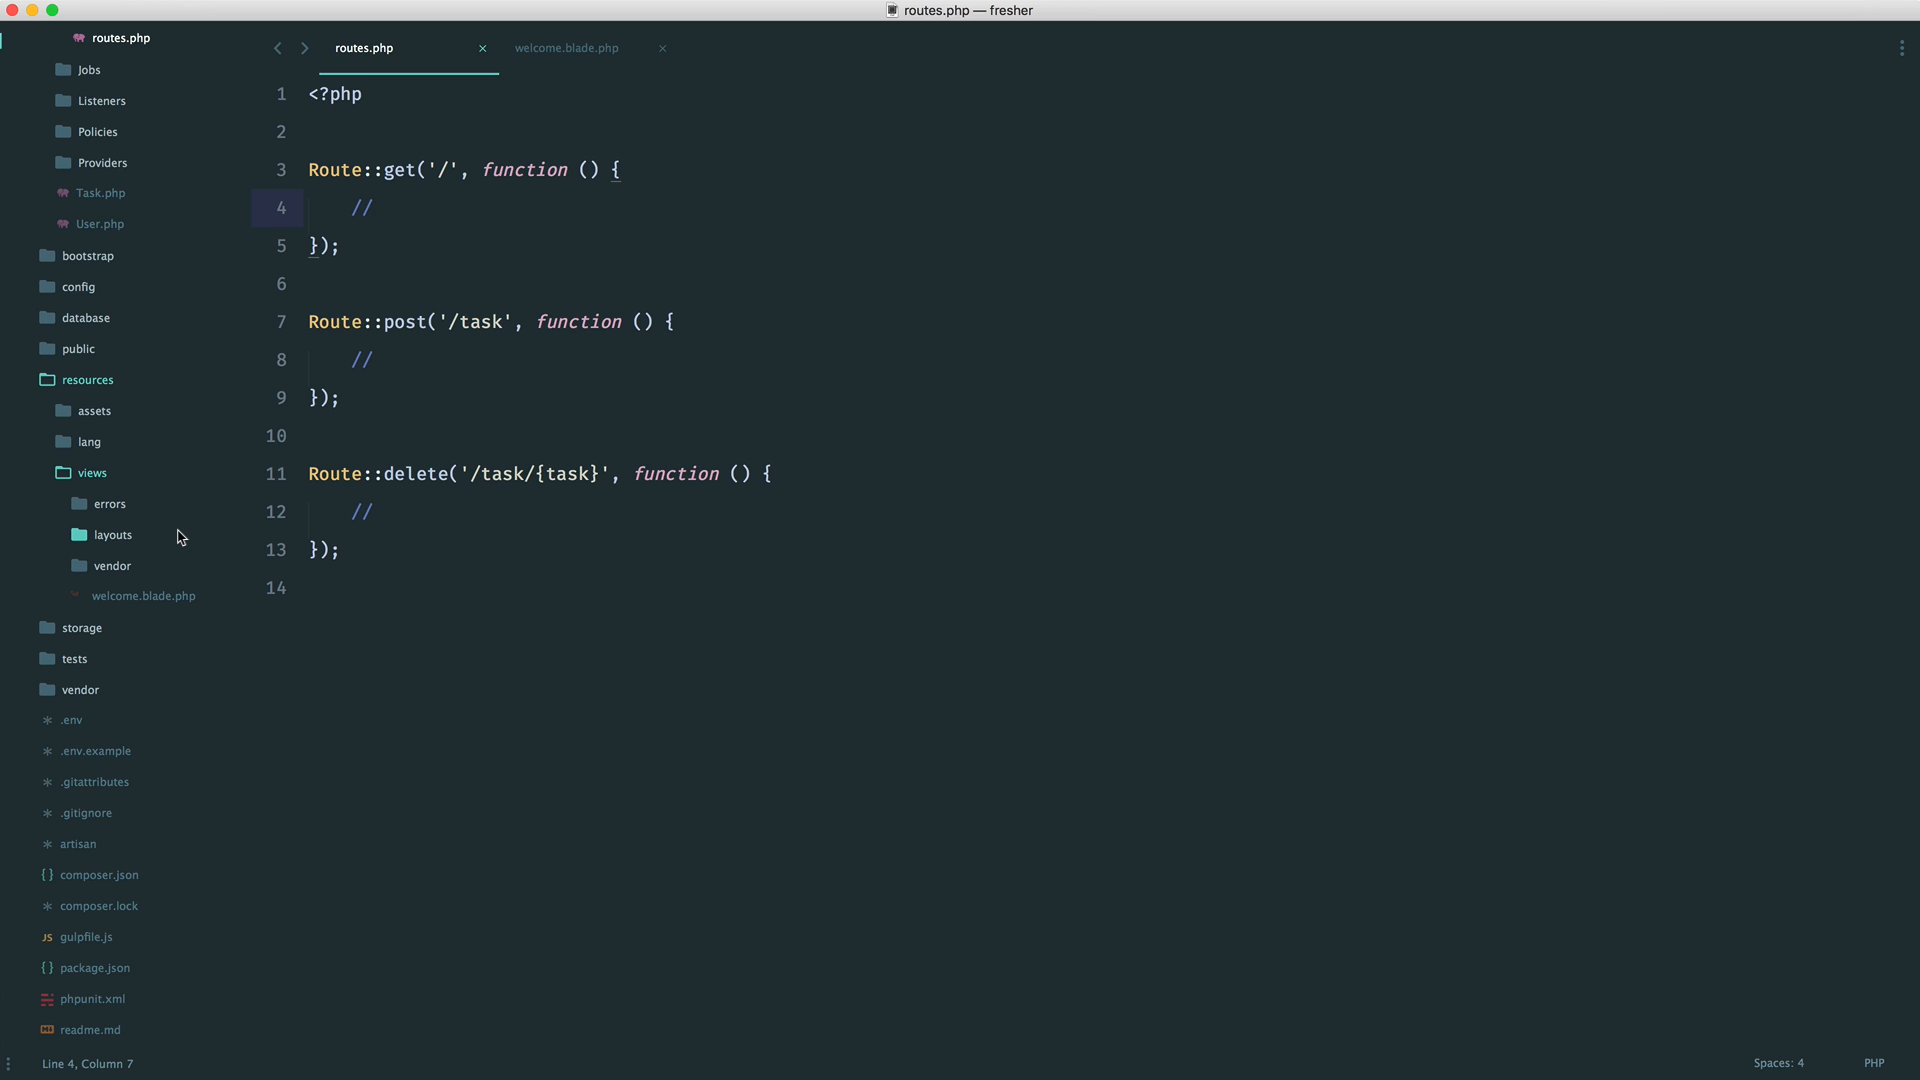 routes.php — fresher
routes.php
Jobs
Listeners
Policies
Providers
Task.php
User.php
bootstrap
config
database
public
resources
assets
lang
views
errors
layouts
vendor
welcome.blade.php
storage
tests
vendor
.env
.env.example
.gitattributes
.gitignore
artisan
{ } composer.json
composer.lock
JS gulpfile.js
{ } package.json
phpunit.xml
MD readme.md
routes.php × welcome.blade.php ×
1 <?php
2
3 Route::get('/', function () {
4     //
5 });
6
7 Route::post('/task', function () {
8     //
9 });
10
11 Route::delete('/task/{task}', function () {
12     //
13 });
14
Line 4, Column 7
Spaces: 4
PHP